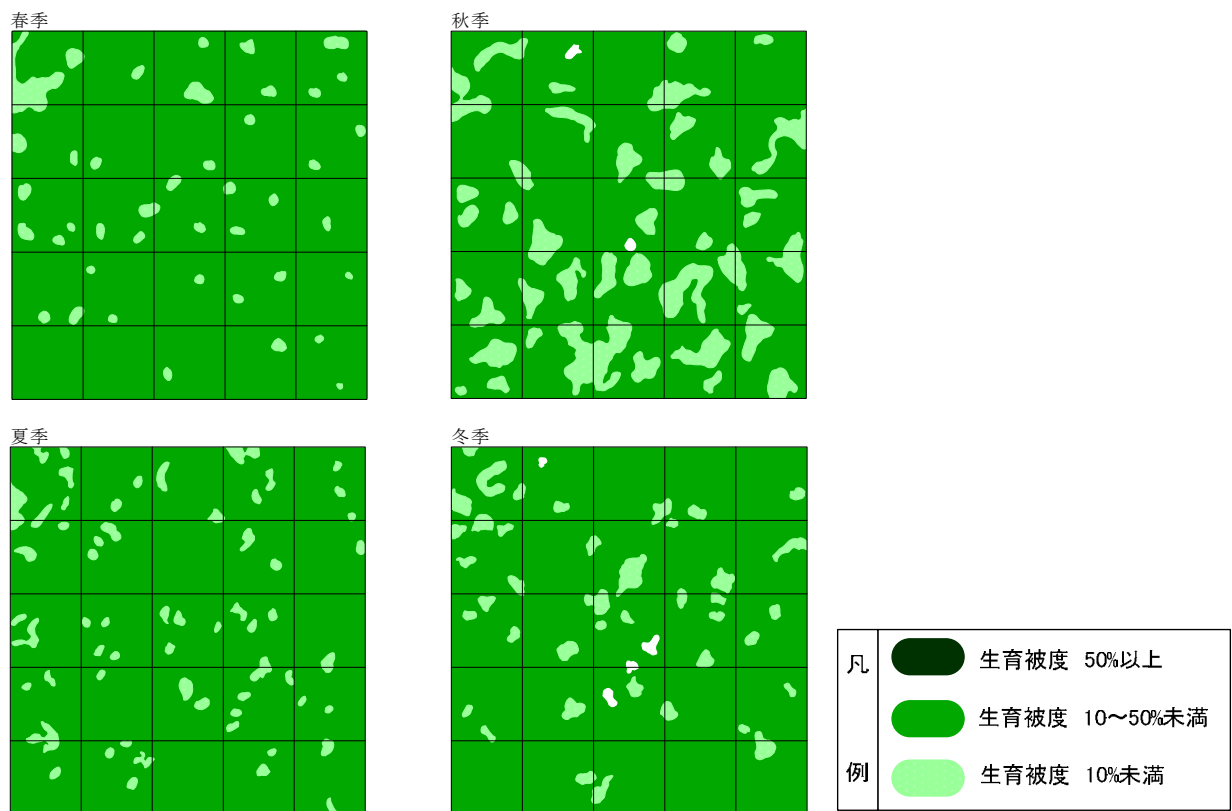 春季
秋季
夏季
冬季
凡例
生育被度 50%以上
生育被度 10～50%未満
生育被度 10%未満